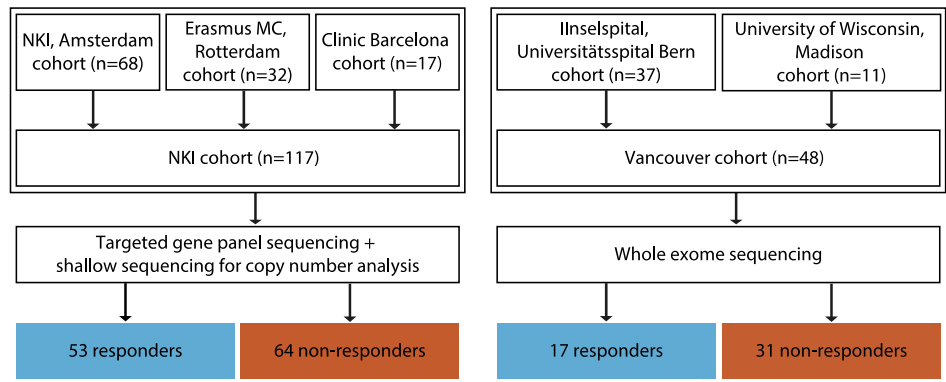 NKI, Amsterdam
cohort (n=68)
Erasmus MC,
Rotterdam
cohort (n=32)
Clinic Barcelona
cohort (n=17)
NKI cohort (n=117)
Targeted gene panel sequencing +
shallow sequencing for copy number analysis
53 responders
64 non-responders
IInselspital,
Universitätsspital Bern
cohort (n=37)
University of Wisconsin,
Madison
cohort (n=11)
Vancouver cohort (n=48)
Whole exome sequencing
17 responders
31 non-responders